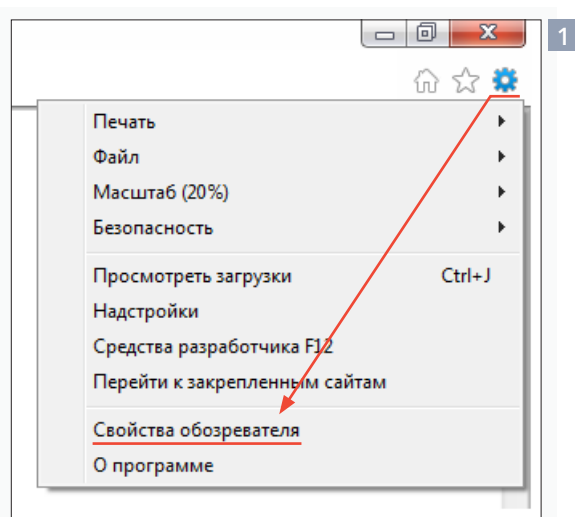 1
Печать
Файл
Масштаб (20%)
Безопасность
Просмотреть загрузки Ctrl+J
Надстройки
Средства разработчика F12
Перейти к закрепленным сайтам
Свойства обозревателя
О программе